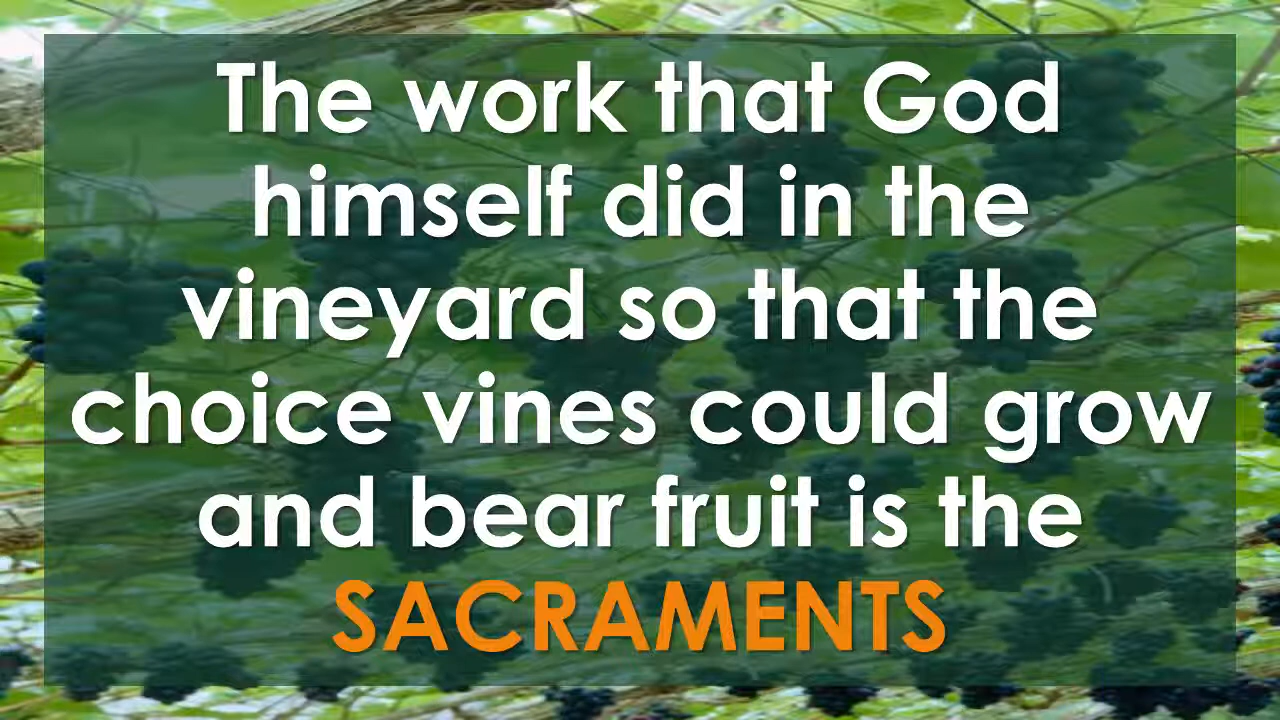 The work that God
himself did in the
vineyard so that the
choice vines could grow
and bear fruit is the
SACRAMENTS